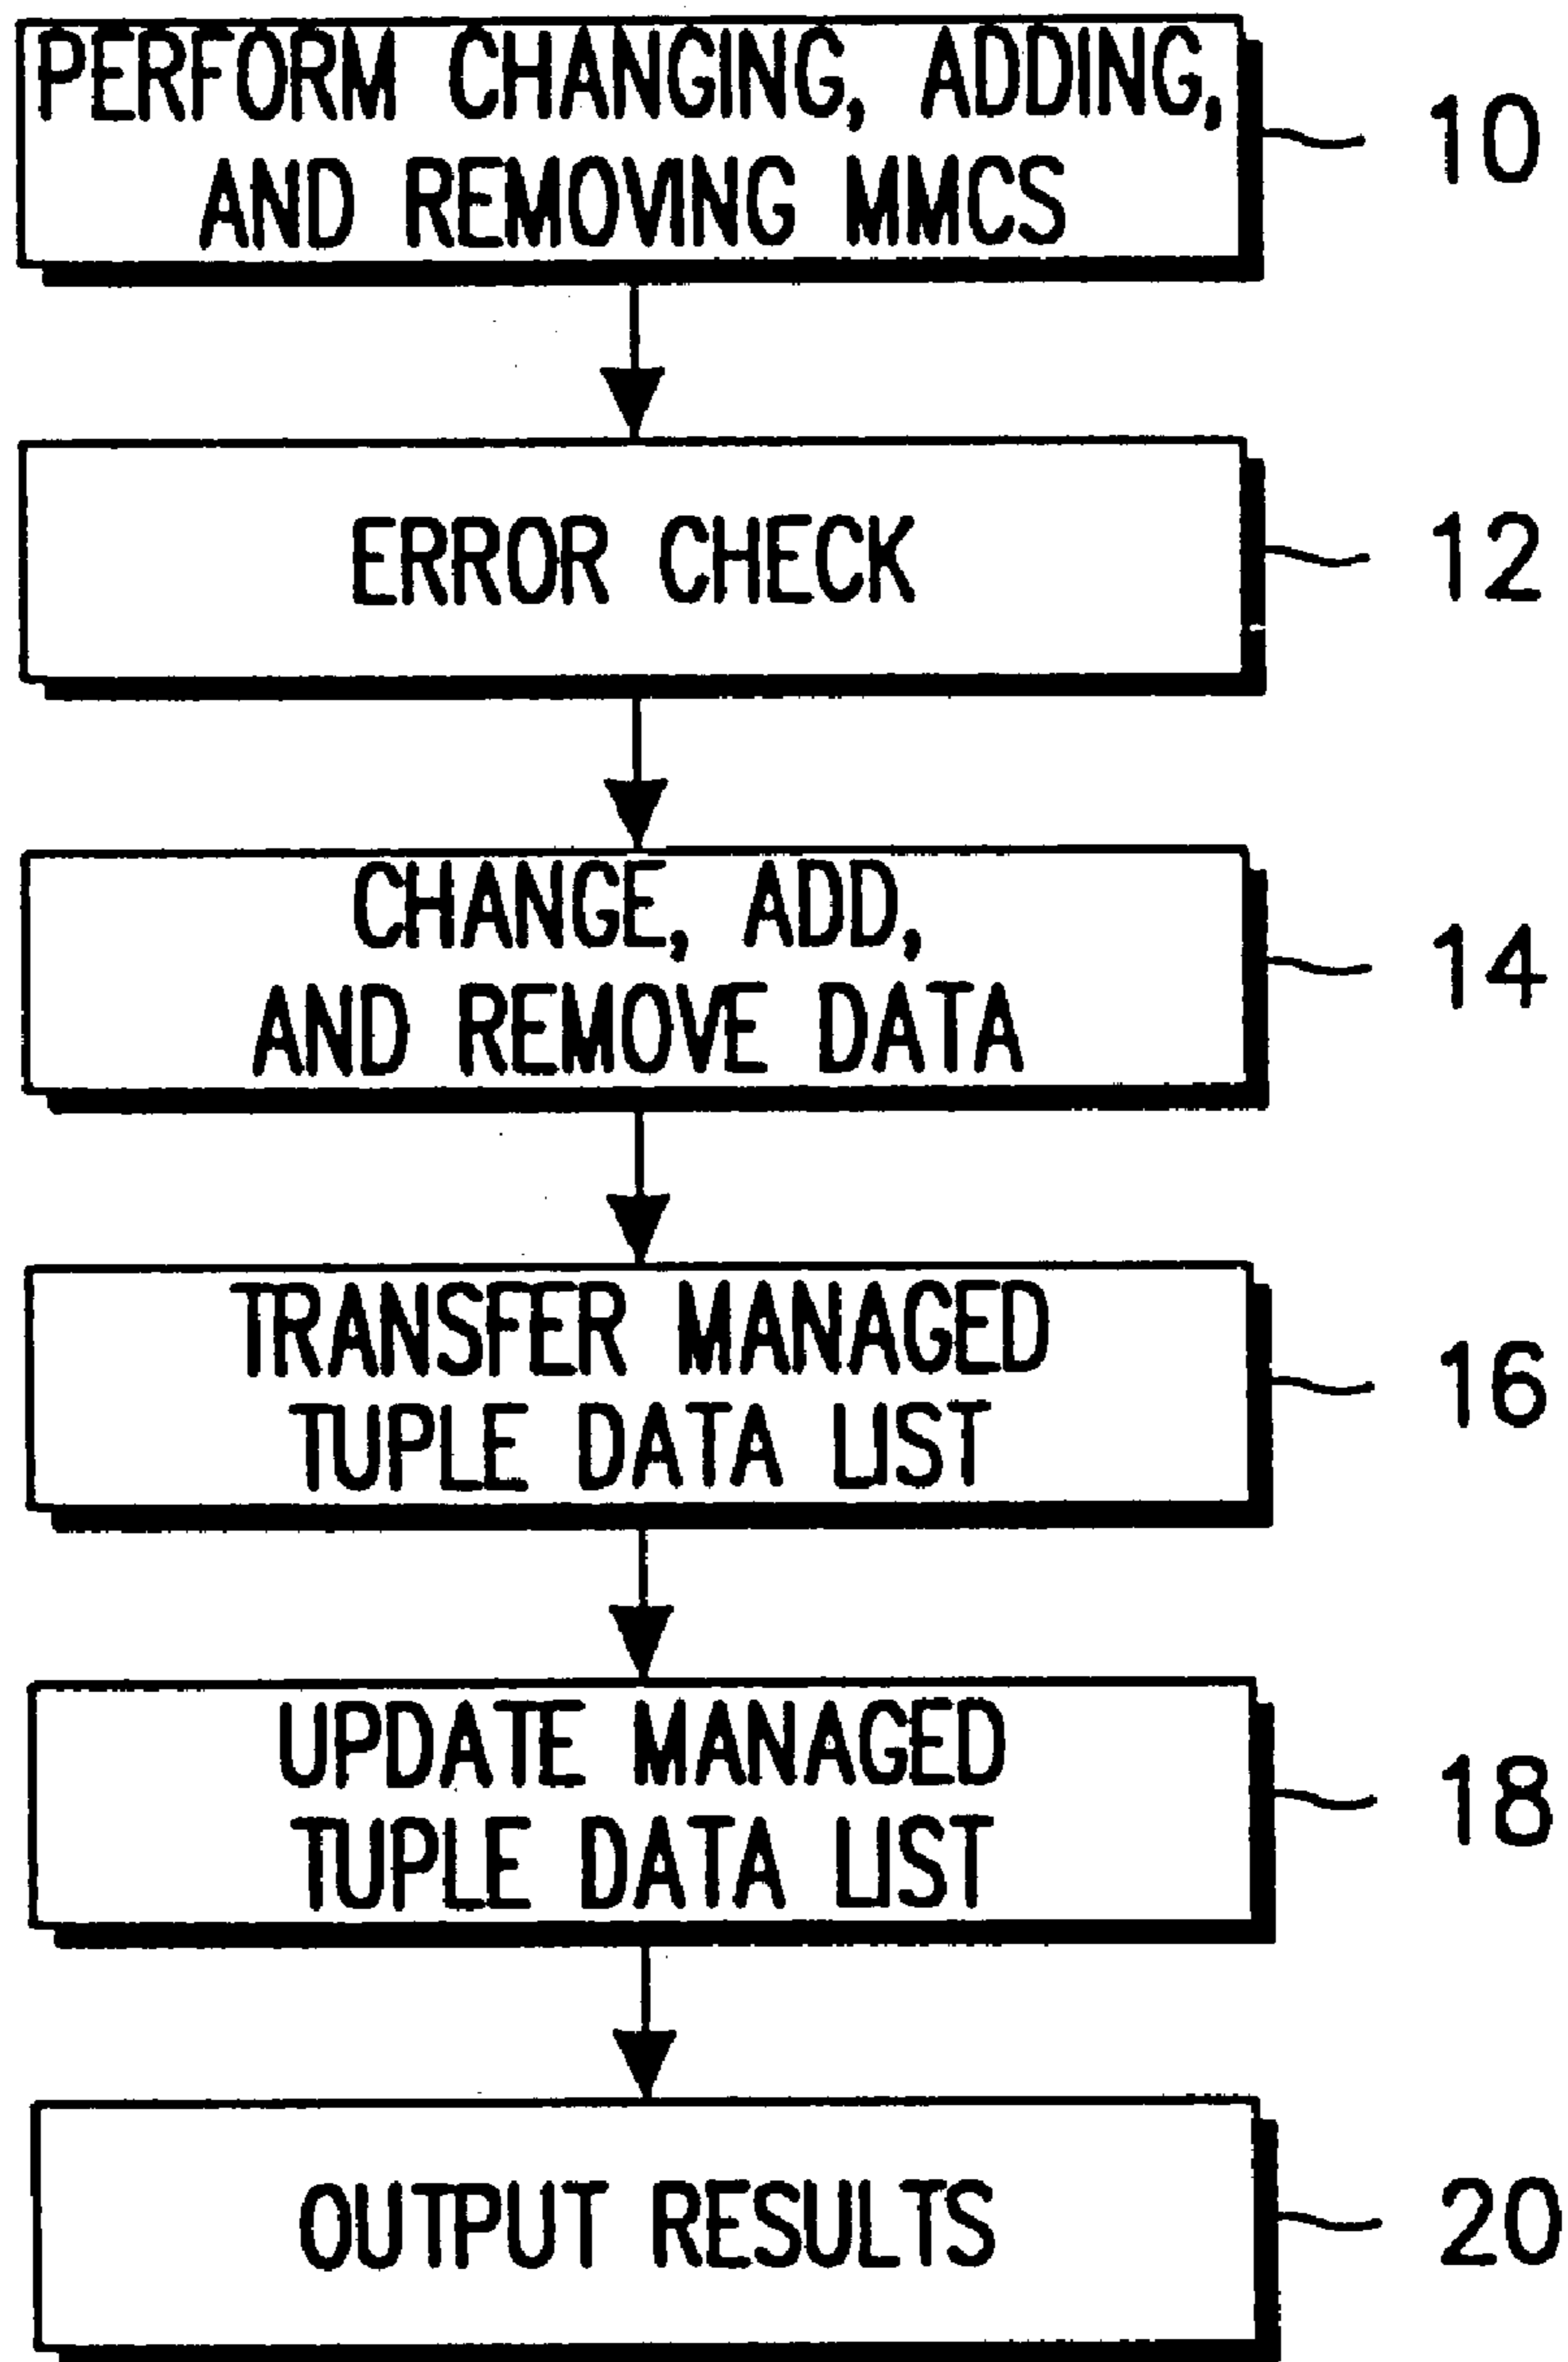 PERFORM CHANGING, ADDING,
AND REMOVING MMCS
10
ERROR CHECK
12
CHANGE, ADD,
AND REMOVE DATA
14
TRANSFER MANAGED
TUPLE DATA LIST
16
UPDATE MANAGED
TUPLE DATA LIST
18
OUTPUT RESULTS
20